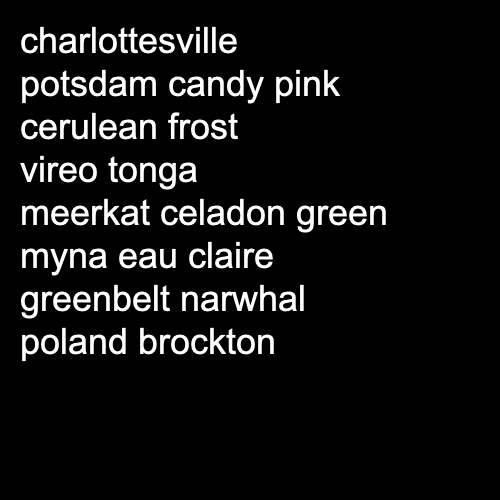 charlottesville
potsdam candy pink
cerulean frost
vireo tonga
meerkat celadon green
myna eau claire
greenbelt narwhal
poland brockton